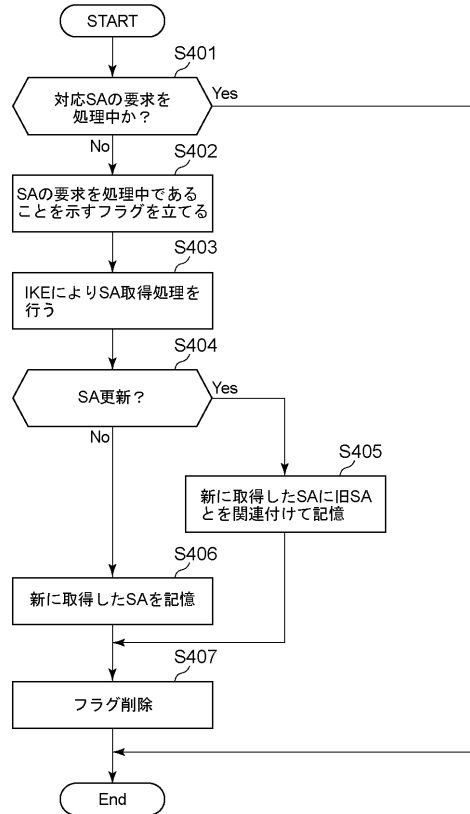 START
S401
対応SAの要求を
処理中か？
Yes
No
S402
SAの要求を処理中である
ことを示すフラグを立てる
S403
IKEによりSA取得処理を
行う
S404
SA更新？
Yes
No
S405
新に取得したSAに旧SA
とを関連付けて記憶
S406
新に取得したSAを記憶
S407
フラグ削除
End